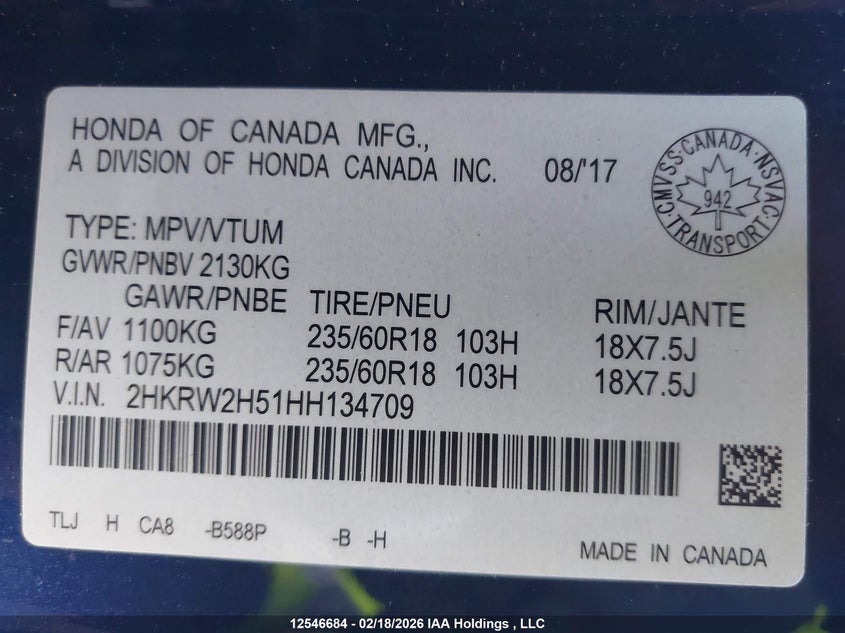 HONDA OF CANADA MFG.,
A DIVISION OF HONDA CANADA INC. 08/'17
CMVSS·CANADA·NSVAC·TRANSPORT
942
TYPE: MPV/VTUM
GVWR/PNBV 2130KG
GAWR/PNBE TIRE/PNEU RIM/JANTE
F/AV 1100KG 235/60R18 103H 18X7.5J
R/AR 1075KG 235/60R18 103H 18X7.5J
V.I.N. 2HKRW2H51HH134709
TLJ H CA8 -B588P -B -H
MADE IN CANADA
12546684 - 02/18/2026 IAA Holdings , LLC